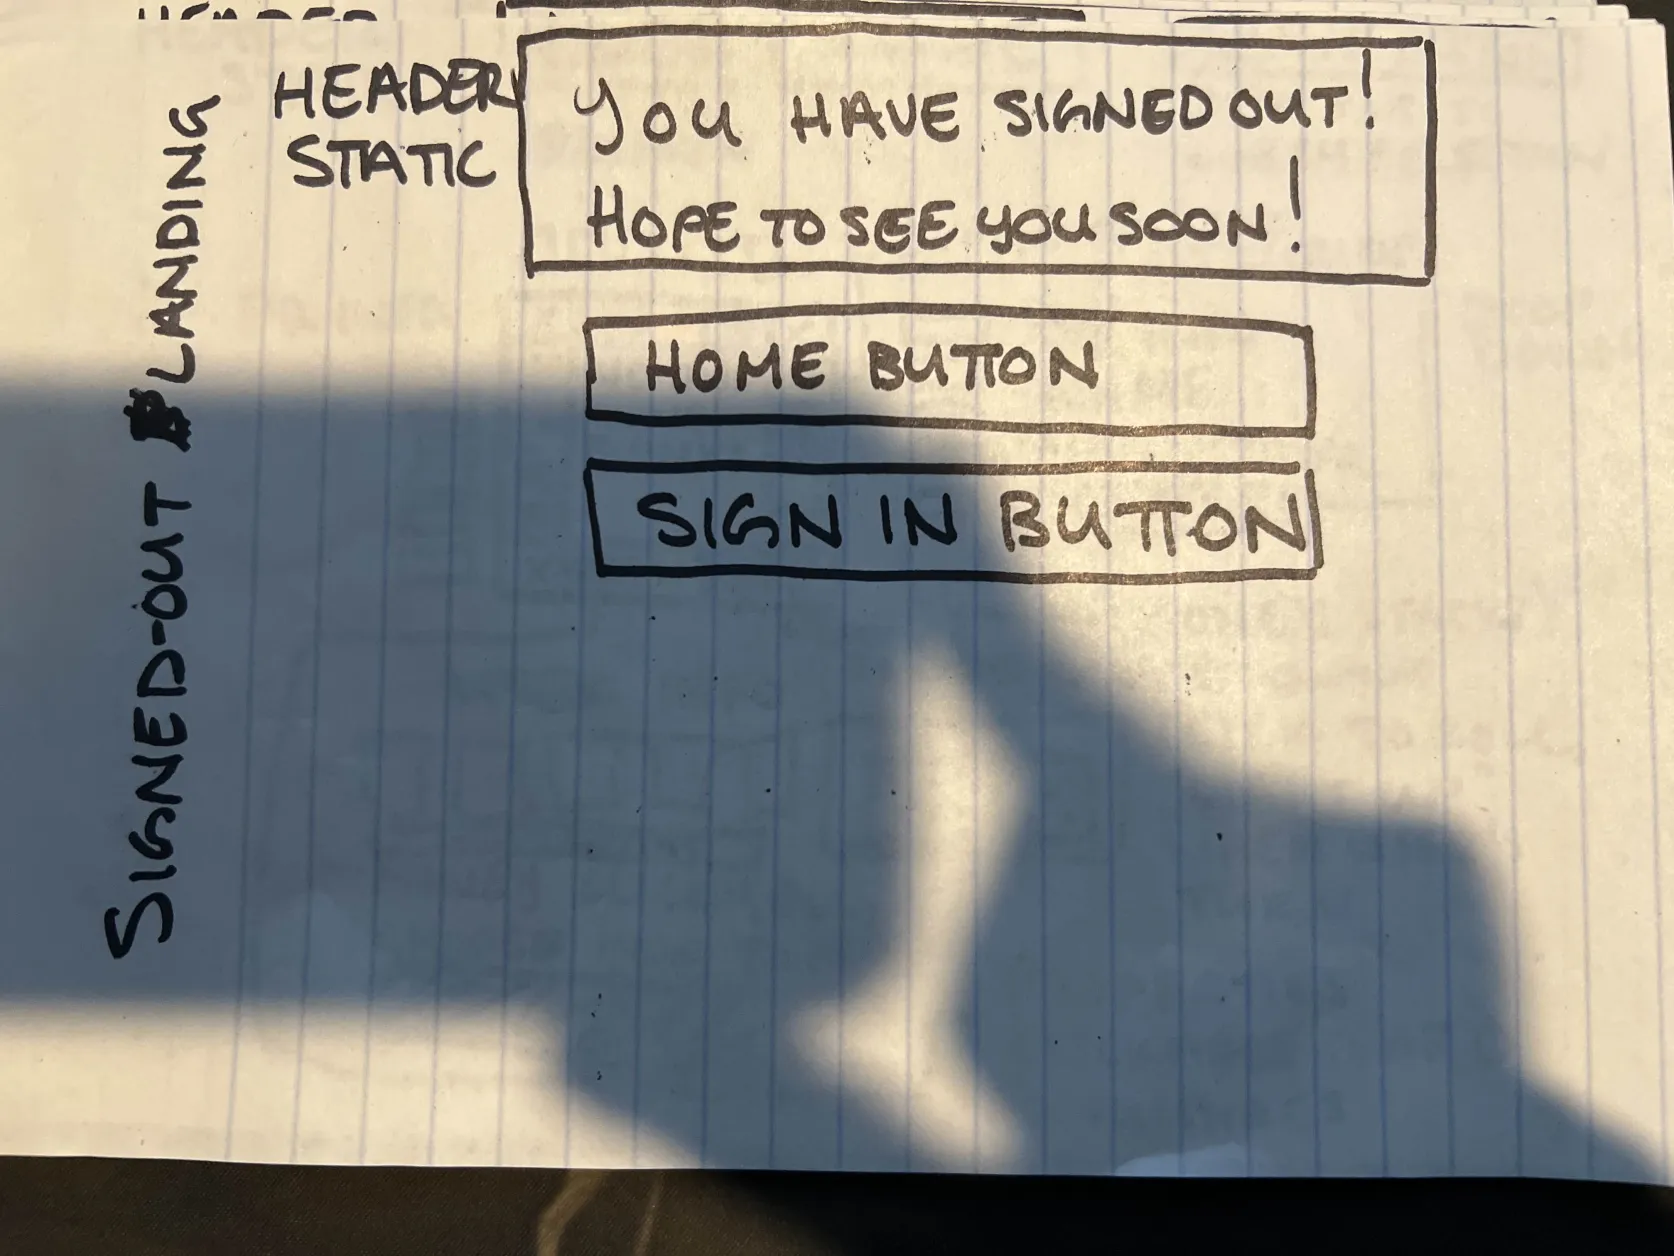 HEADER
HEADER
STATIC
YOU HAVE SIGNED OUT!
HOPE TO SEE YOU SOON!
HOME BUTTON
SIGN IN BUTTON
SIGNED-OUT LANDING